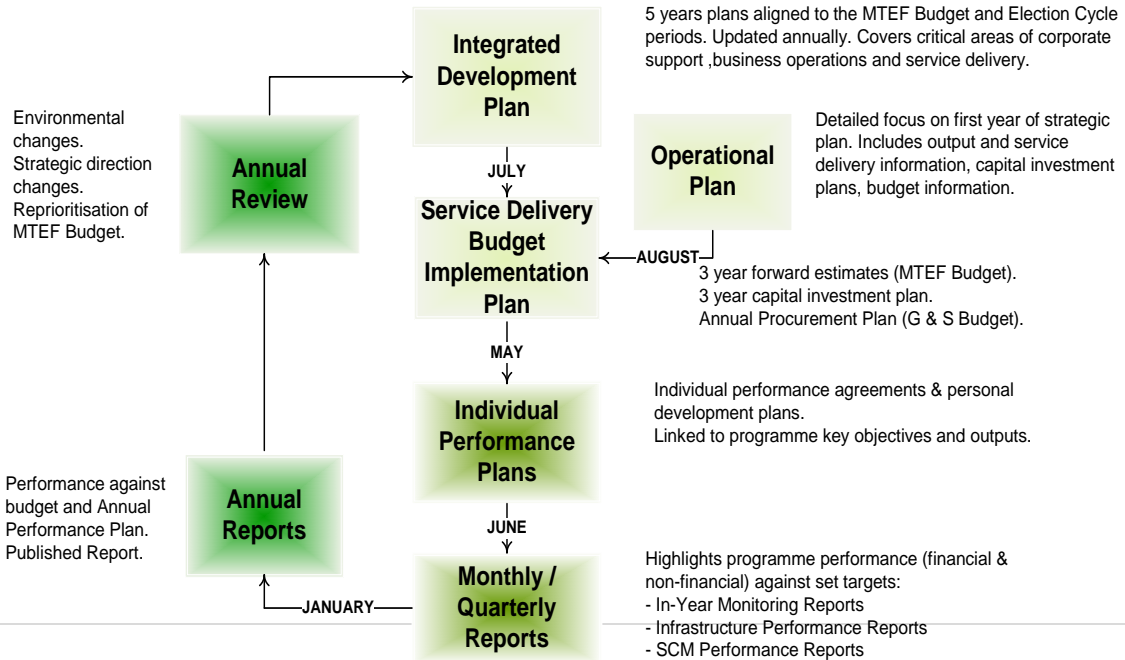 5 years plans aligned to the MTEF Budget and Election Cycle
periods. Updated annually. Covers critical areas of corporate
support ,business operations and service delivery.
Integrated
Development
Plan
Environmental
changes.
Strategic direction
changes.
Reprioritisation of
MTEF Budget.
Annual
Review
JULY
Operational
Plan
Detailed focus on first year of strategic
plan. Includes output and service
delivery information, capital investment
plans, budget information.
Service Delivery
Budget
Implementation
Plan
AUGUST
3 year forward estimates (MTEF Budget).
3 year capital investment plan.
Annual Procurement Plan (G & S Budget).
MAY
Individual
Performance
Plans
Individual performance agreements & personal
development plans.
Linked to programme key objectives and outputs.
Performance against
budget and Annual
Performance Plan.
Published Report.
Annual
Reports
JUNE
Monthly /
Quarterly
Reports
JANUARY
Highlights programme performance (financial &
non-financial) against set targets:
- In-Year Monitoring Reports
- Infrastructure Performance Reports
- SCM Performance Reports